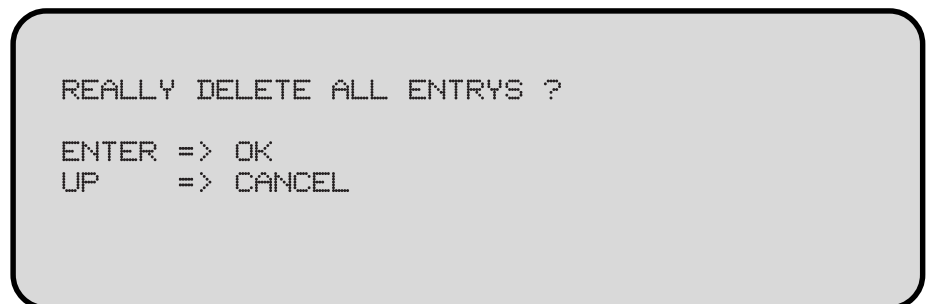 REALLY DELETE ALL ENTRYS ?
ENTER => OK
UP => CANCEL